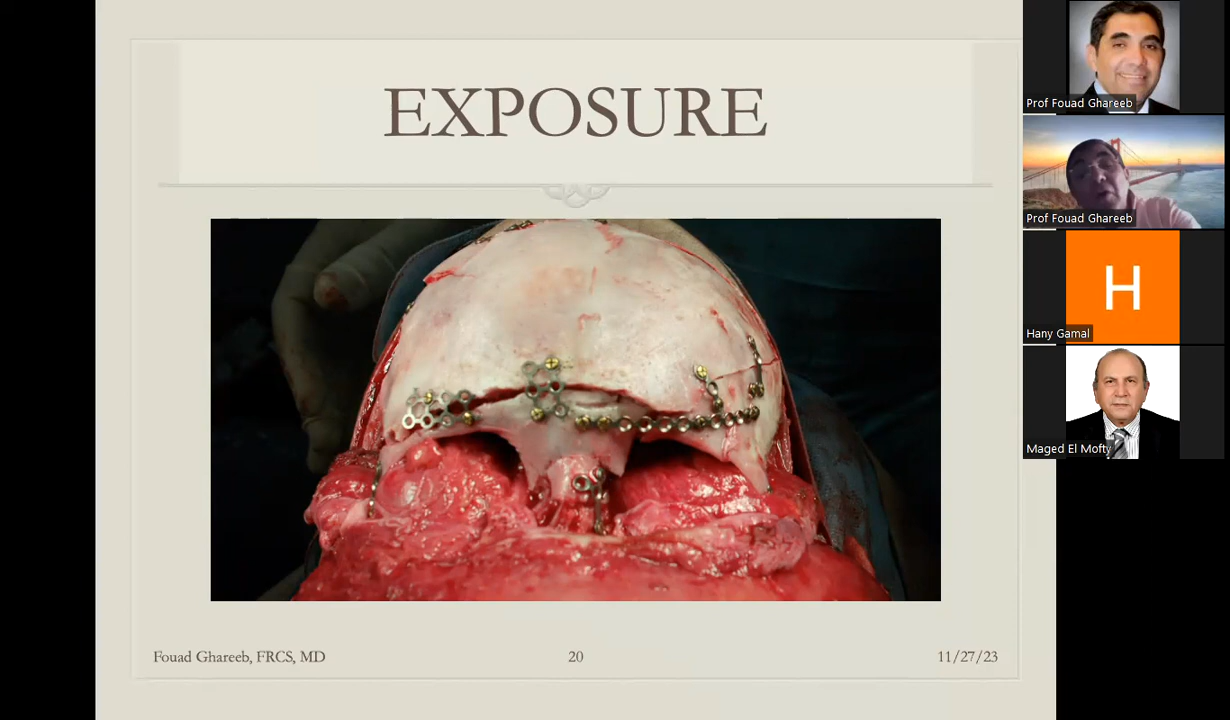 EXPOSURE
Fouad Ghareeb, FRCS, MD
20
11/27/23
Prof Fouad Ghareeb
Prof Fouad Ghareeb
H
Hany Gamal
Maged El Mofty